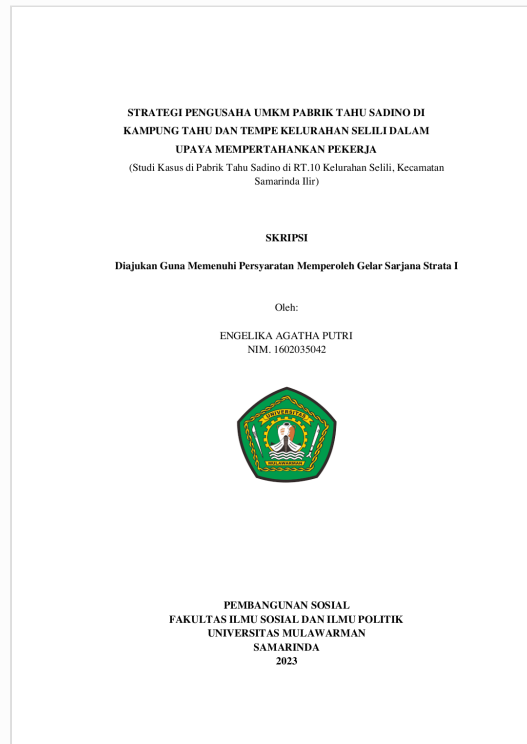 STRATEGI PENGUSAHA UMKM PABRIK TAHU SADINO DI
KAMPUNG TAHU DAN TEMPE KELURAHAN SELILI DALAM
UPAYA MEMPERTAHANKAN PEKERJA
(Studi Kasus di Pabrik Tahu Sadino di RT.10 Kelurahan Selili, Kecamatan
Samarinda Ilir)
SKRIPSI
Diajukan Guna Memenuhi Persyaratan Memperoleh Gelar Sarjana Strata I
Oleh:
ENGELIKA AGATHA PUTRI
NIM. 1602035042
UNIVERSITAS
MULAWARMAN
PEMBANGUNAN SOSIAL
FAKULTAS ILMU SOSIAL DAN ILMU POLITIK
UNIVERSITAS MULAWARMAN
SAMARINDA
2023